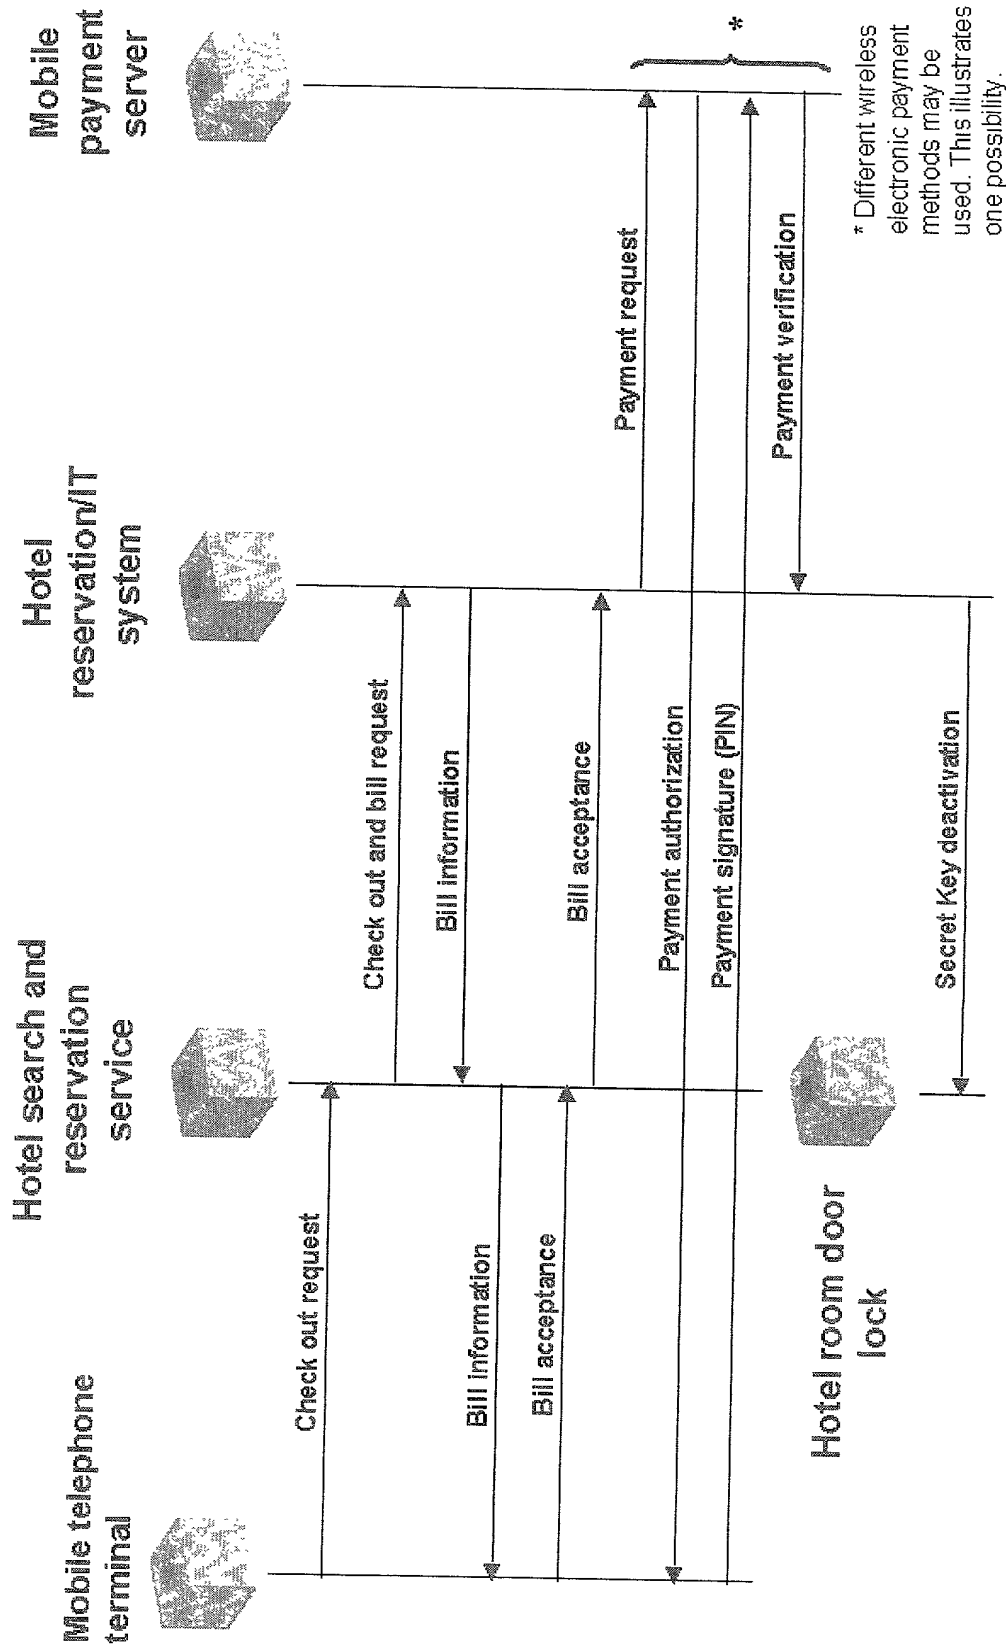 Mobile telephone
terminal
Hotel search and
reservation
service
Hotel
reservation/IT
system
Mobile
payment
server
Check out request
Check out and bill request
Bill information
Bill information
Bill acceptance
Bill acceptance
Payment request
*
Payment authorization
Payment signature (PIN)
Payment verification
Hotel room door
lock
Secret Key deactivation
* Different wireless
electronic payment
methods may be
used. This illustrates
one possibility.